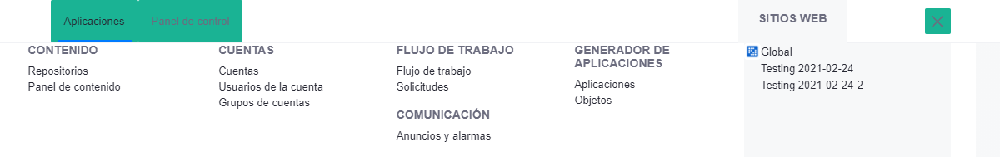 Aplicaciones
Panel de control
SITIOS WEB
CONTENIDO
Repositorios
Panel de contenido
CUENTAS
Cuentas
Usuarios de la cuenta
Grupos de cuentas
FLUJO DE TRABAJO
Flujo de trabajo
Solicitudes
COMUNICACIÓN
Anuncios y alarmas
GENERADOR DE
APLICACIONES
Aplicaciones
Objetos
Global
Testing 2021-02-24
Testing 2021-02-24-2